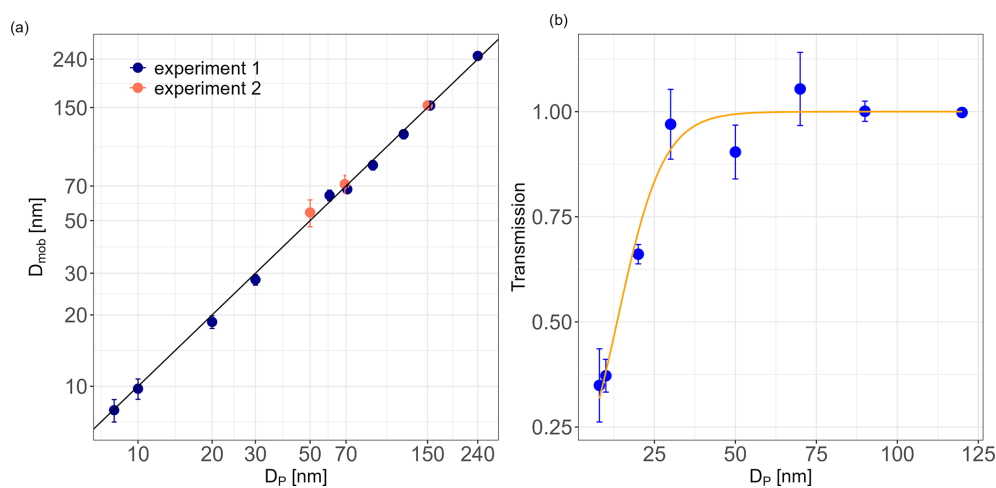 (a)
240
150
70
50
30
20
10
D_mob [nm]
experiment 1
experiment 2
10 20 30 50 70 150 240
D_P [nm]
(b)
1.00
0.75
0.50
0.25
Transmission
25 50 75 100 125
D_P [nm]